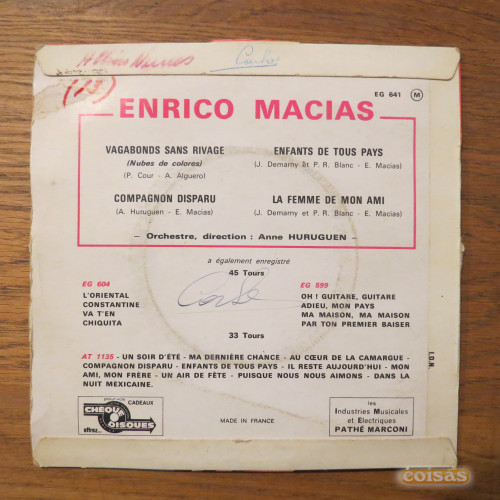 (13)
EG 641 M
ENRICO MACIAS
VAGABONDS SANS RIVAGE
(Nubes de colores)
(P. Cour - A. Alguero)
ENFANTS DE TOUS PAYS
(J. Demarny et P. R. Blanc - E. Macias)
COMPAGNON DISPARU
(A. Huruguen - E. Macias)
LA FEMME DE MON AMI
(J. Demarny et P. R. Blanc - E. Macias)
– Orchestre, direction : Anne HURUGUEN –
a également enregistré
45 Tours
EG 604
L'ORIENTAL
CONSTANTINE
VA T'EN
CHIQUITA
EG 599
OH ! GUITARE, GUITARE
ADIEU, MON PAYS
MA MAISON, MA MAISON
PAR TON PREMIER BAISER
33 Tours
AT 1135 - UN SOIR D'ÉTÉ - MA DERNIÈRE CHANCE - AU CŒUR DE LA CAMARGUE -
COMPAGNON DISPARU - ENFANTS DE TOUS PAYS - IL RESTE AUJOURD'HUI - MON
AMI, MON FRÈRE - UN AIR DE FÊTE - PUISQUE NOUS NOUS AIMONS - DANS LA
NUIT MEXICAINE.
I.D.N.
pour vos CADEAUX
CHÈQUE
DISQUES
offrez...
MADE IN FRANCE
les
Industries Musicales
et Electriques
PATHÉ MARCONI
coisas